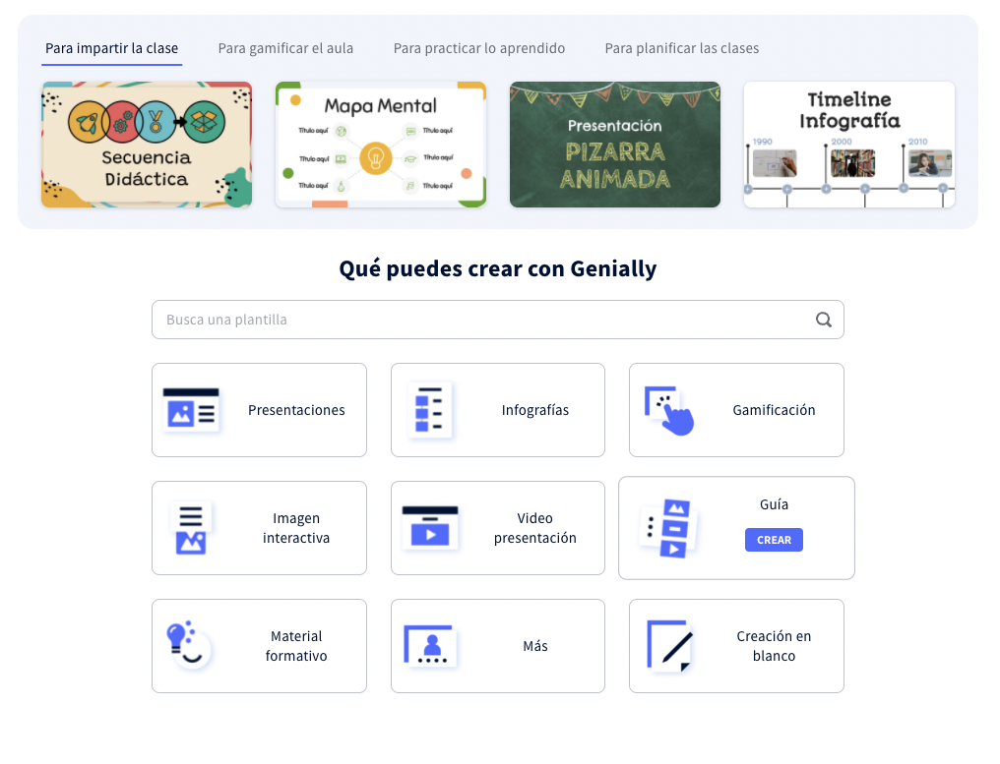 Para impartir la clase
Para gamificar el aula
Para practicar lo aprendido
Para planificar las clases
Secuencia
Didáctica
Mapa Mental
Título aquí
Título aquí
Título aquí
Título aquí
Título aquí
Título aquí
Presentación
PIZARRA
ANIMADA
Timeline
Infografía
1990
2000
2010
Qué puedes crear con Genially
Busca una plantilla
Presentaciones
Infografías
Gamificación
Imagen
interactiva
Video
presentación
Guía
CREAR
Material
formativo
Más
Creación en
blanco